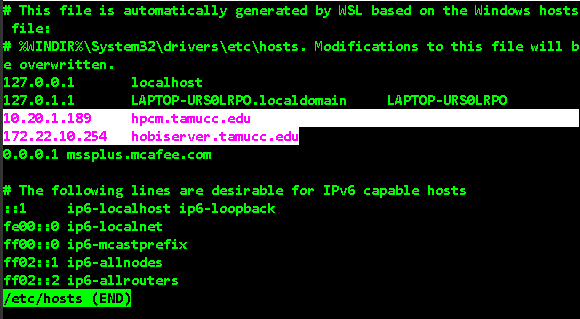 # This file is automatically generated by WSL based on the Windows hosts
 file:
# %WINDIR%\System32\drivers\etc\hosts. Modifications to this file will b
e overwritten.
127.0.0.1       localhost
127.0.1.1       LAPTOP-URS0LRPO.localdomain     LAPTOP-URS0LRPO
10.20.1.189     hpcm.tamucc.edu
172.22.10.254   hobiserver.tamucc.edu
0.0.0.1 mssplus.mcafee.com

# The following lines are desirable for IPv6 capable hosts
::1     ip6-localhost ip6-loopback
fe00::0 ip6-localnet
ff00::0 ip6-mcastprefix
ff02::1 ip6-allnodes
ff02::2 ip6-allrouters
/etc/hosts (END)